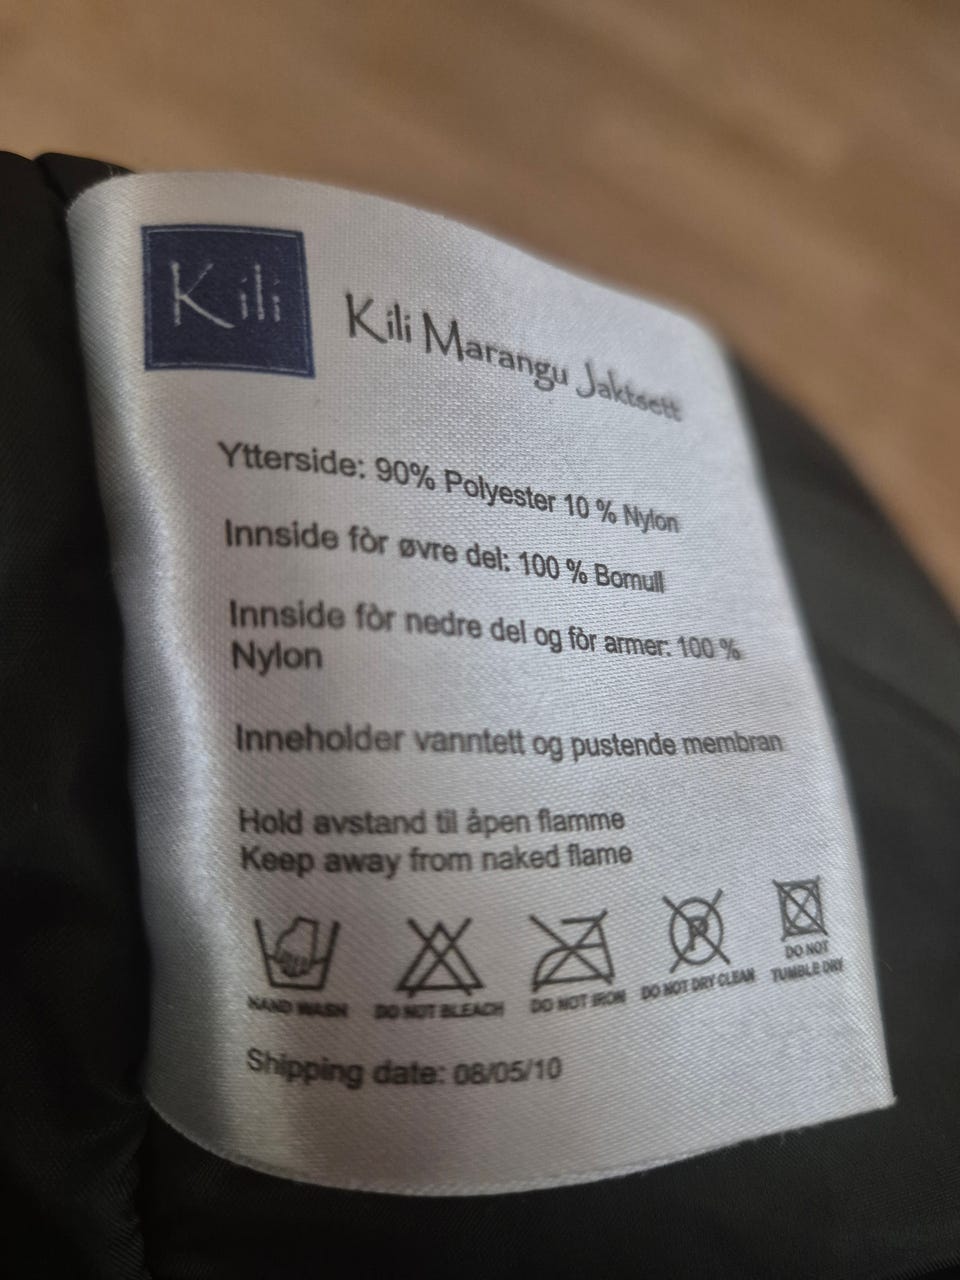 Kili
Kili Marangu Jaktsett
Ytterside: 90% Polyester 10 % Nylon
Innside fòr øvre del: 100 % Bomull
Innside fòr nedre del og fòr armer: 100 %
Nylon
Inneholder vanntett og pustende membran
Hold avstand til åpen flamme
Keep away from naked flame
P
HAND WASH DO NOT BLEACH DO NOT IRON DO NOT DRY CLEAN DO NOT
TUMBLE DRY
Shipping date: 08/05/10